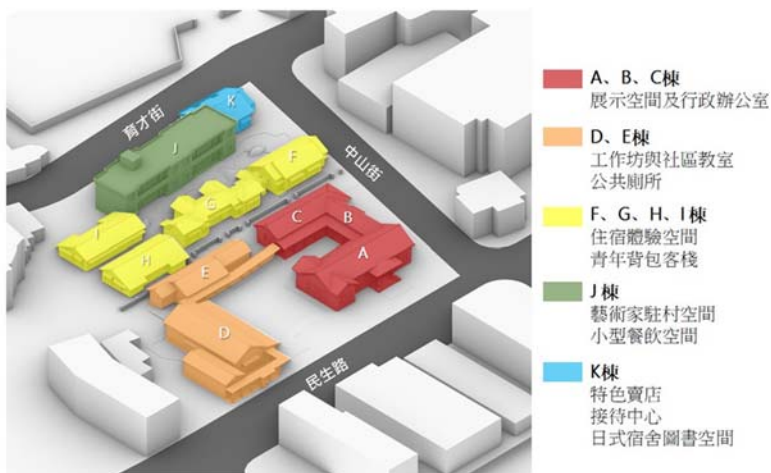 育才街
中山街
民生路
K
J
F
G
I
H
C
B
A
E
D
A、B、C棟
展示空間及行政辦公室
D、E棟
工作坊與社區教室
公共廁所
F、G、H、I棟
住宿體驗空間
青年背包客棧
J棟
藝術家駐村空間
小型餐飲空間
K棟
特色賣店
接待中心
日式宿舍圖書空間